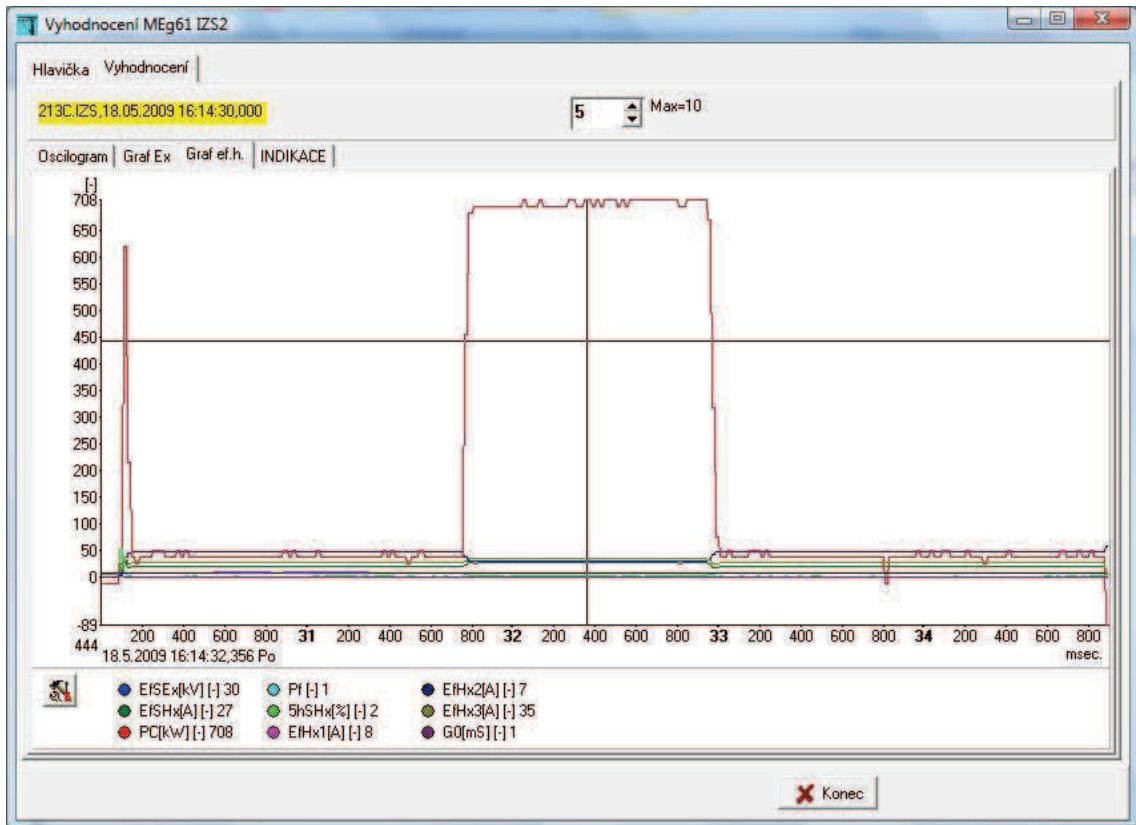 Vyhodnocení MEg61 IZS2
Hlavička Vyhodnocení
213C.IZS,18.05.2009 16:14:30,000
5 Max=10
Oscilogram Graf Ex Graf ef.h. INDIKACE
[-]
708
650
600
550
500
450
400
350
300
250
200
150
100
50
0
-89
444
200 400 600 800 31 200 400 600 800 32 200 400 600 800 33 200 400 600 800 34 200 400 600 800
18.5.2009 16:14:32,356 Po msec.
EfSEx[kV] [-] 30 Pf [-] 1 EfHx2[A] [-] 7
EfSHx[A] [-] 27 5hSHx[%] [-] 2 EfHx3[A] [-] 35
PC[kW] [-] 708 EfHx1[A] [-] 8 G0[mS] [-] 1
Konec